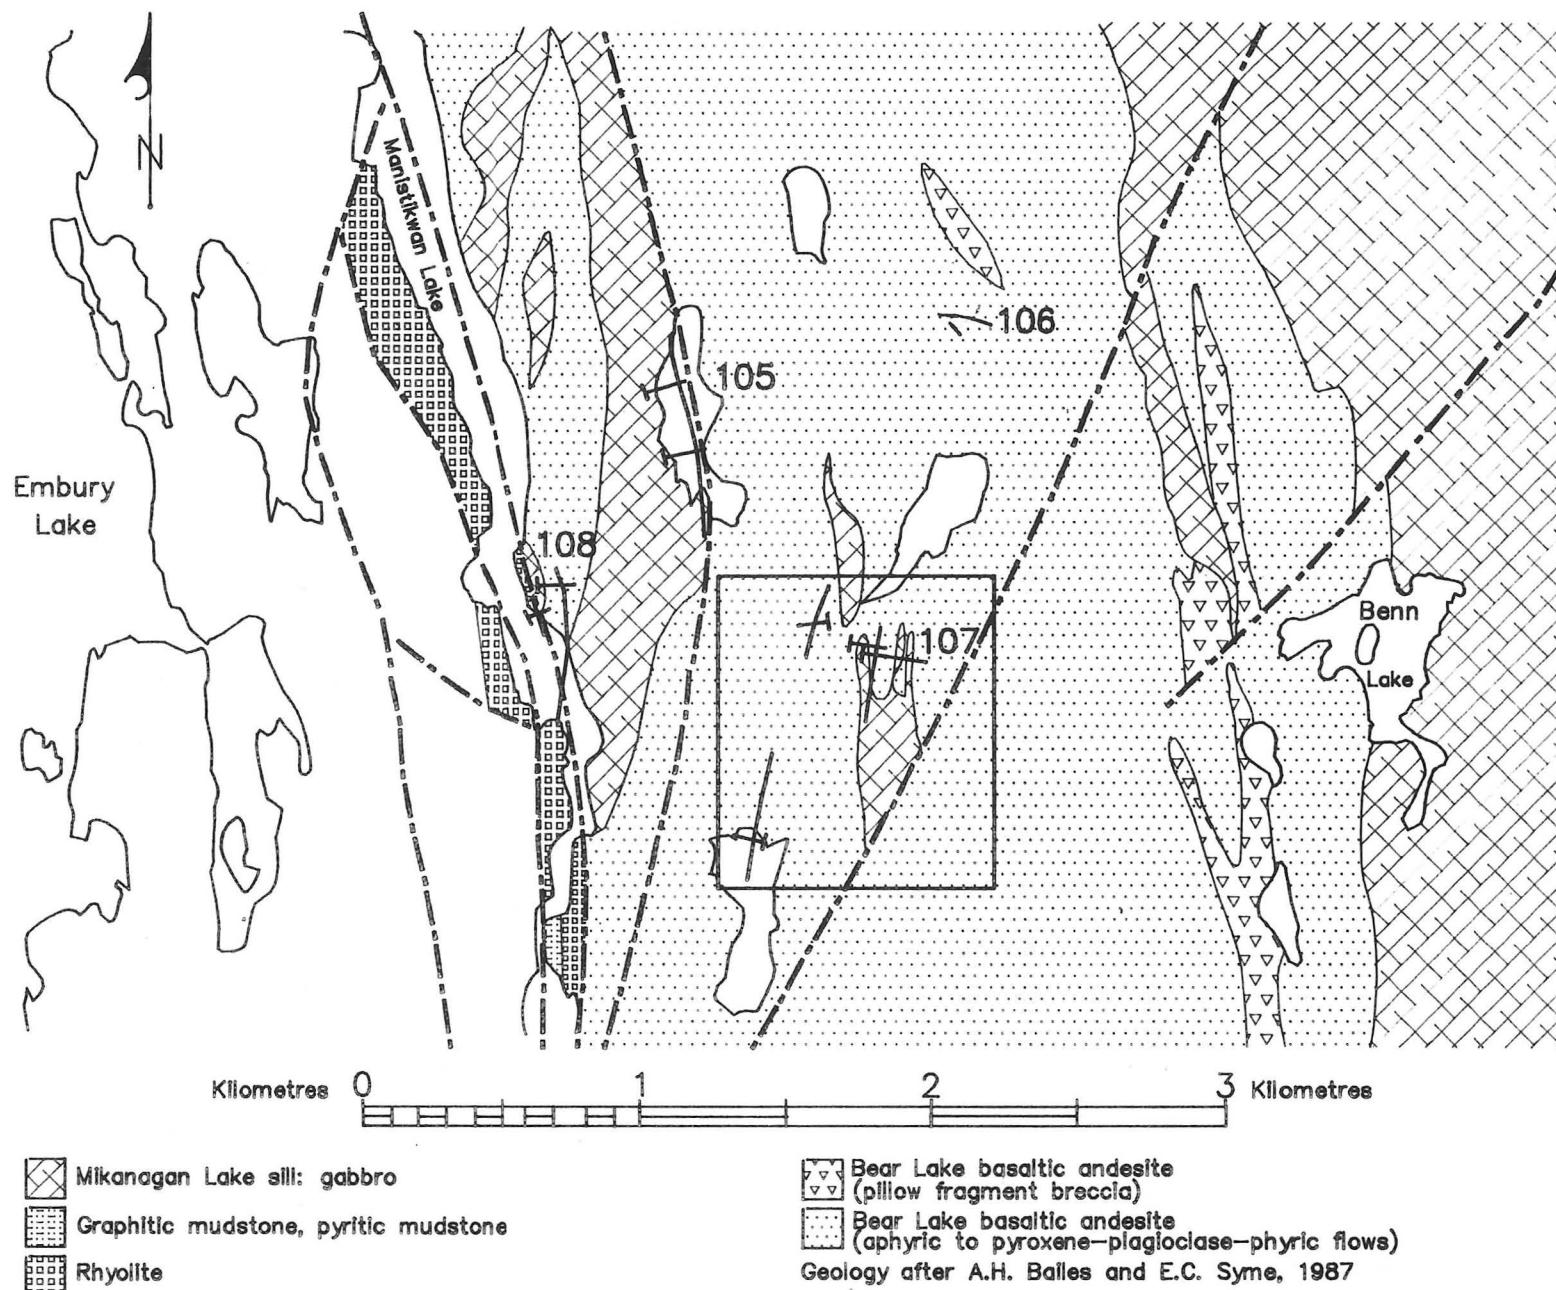 N
Manistikwan Lake
106
105
Embury
Lake
108
107
Benn
Lake
Kilometres 0 1 2 3 Kilometres
Mikanagan Lake sill: gabbro
Graphitic mudstone, pyritic mudstone
Rhyolite
Bear Lake basaltic andesite
(pillow fragment breccia)
Bear Lake basaltic andesite
(aphyric to pyroxene-plagioclase-phyric flows)
Geology after A.H. Bailes and E.C. Syme, 1987